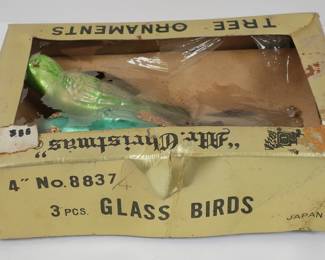 TREE ORNAMENTS
"Mr. Christmas"
4" No. 8837
3 PCS. GLASS BIRDS
JAPAN